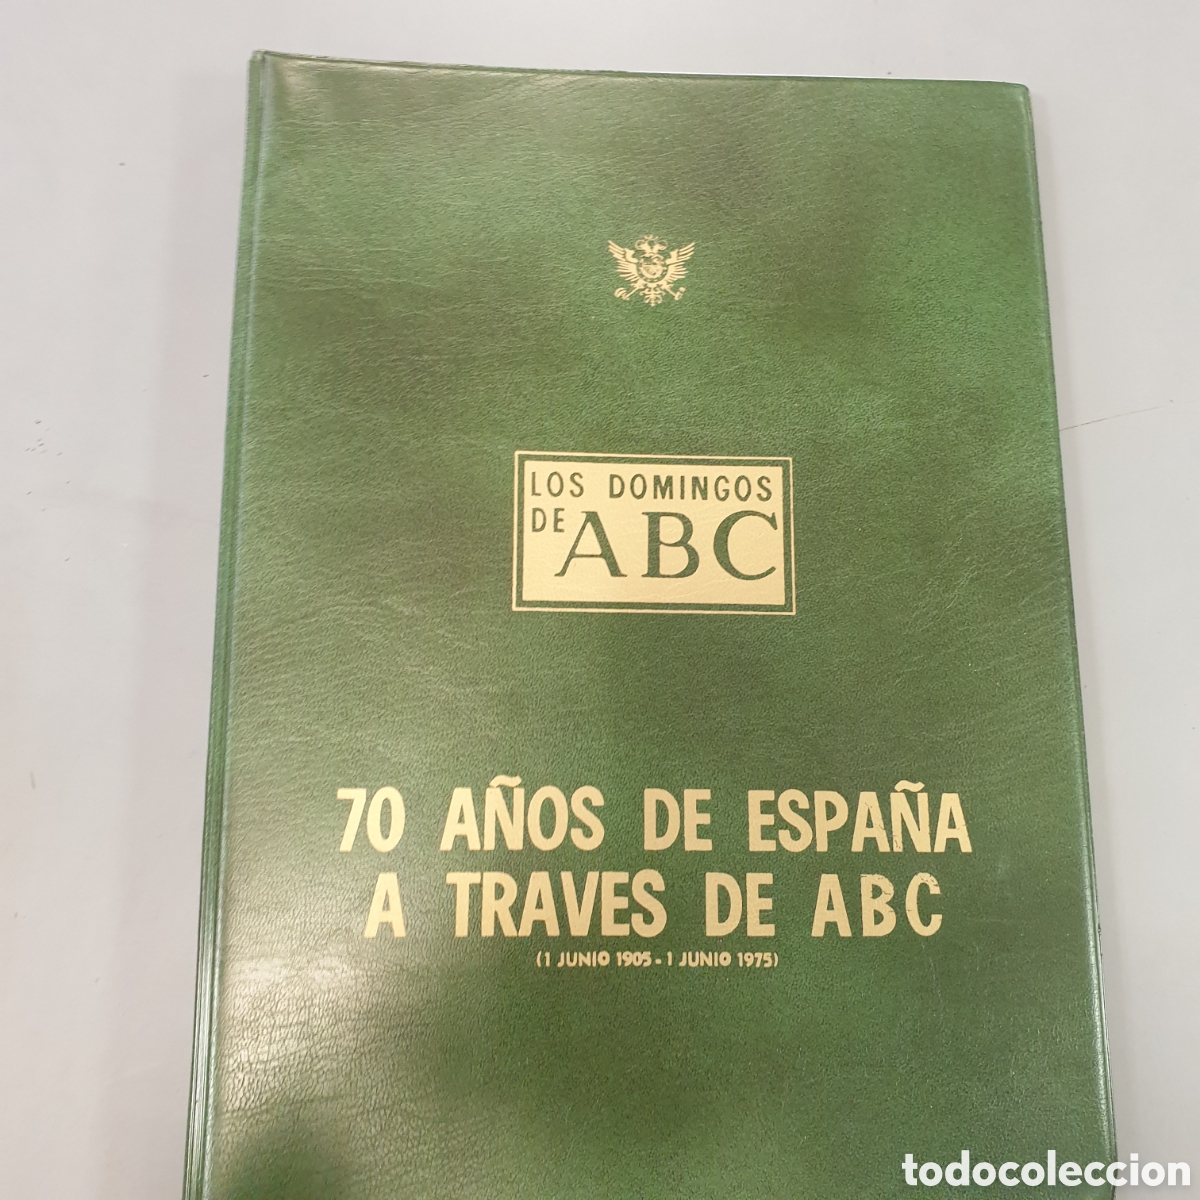 LOS DOMINGOS
DE ABC
70 AÑOS DE ESPAÑA
A TRAVES DE ABC
(1 JUNIO 1905 - 1 JUNIO 1975)
todocoleccion